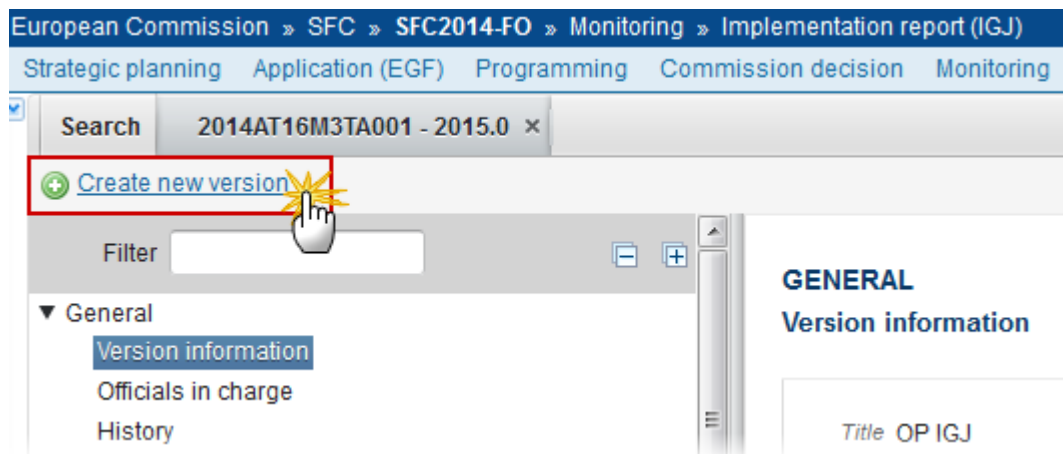 European Commission » SFC » SFC2014-FO » Monitoring » Implementation report (IGJ)
Strategic planning Application (EGF) Programming Commission decision Monitoring
Search 2014AT16M3TA001 - 2015.0 ×
Create new version
Filter
GENERAL
▼ General
Version information
Version information
Officials in charge
History
Title OP IGJ